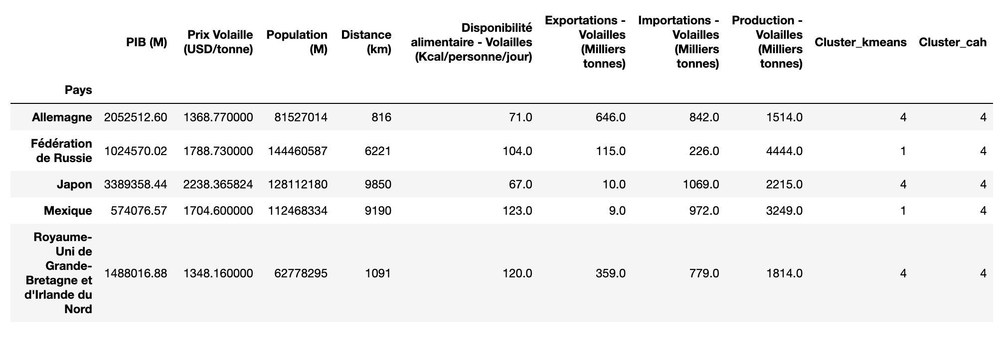 PIB (M) Prix Volaille (USD/tonne) Population (M) Distance (km) Disponibilité alimentaire - Volailles (Kcal/personne/jour) Exportations - Volailles (Milliers tonnes) Importations - Volailles (Milliers tonnes) Production - Volailles (Milliers tonnes) Cluster_kmeans Cluster_cah
Pays
Allemagne 2052512.60 1368.770000 81527014 816 71.0 646.0 842.0 1514.0 4 4
Fédération de Russie 1024570.02 1788.730000 144460587 6221 104.0 115.0 226.0 4444.0 1 4
Japon 3389358.44 2238.365824 128112180 9850 67.0 10.0 1069.0 2215.0 4 4
Mexique 574076.57 1704.600000 112468334 9190 123.0 9.0 972.0 3249.0 1 4
Royaume-Uni de Grande-Bretagne et d'Irlande du Nord 1488016.88 1348.160000 62778295 1091 120.0 359.0 779.0 1814.0 4 4